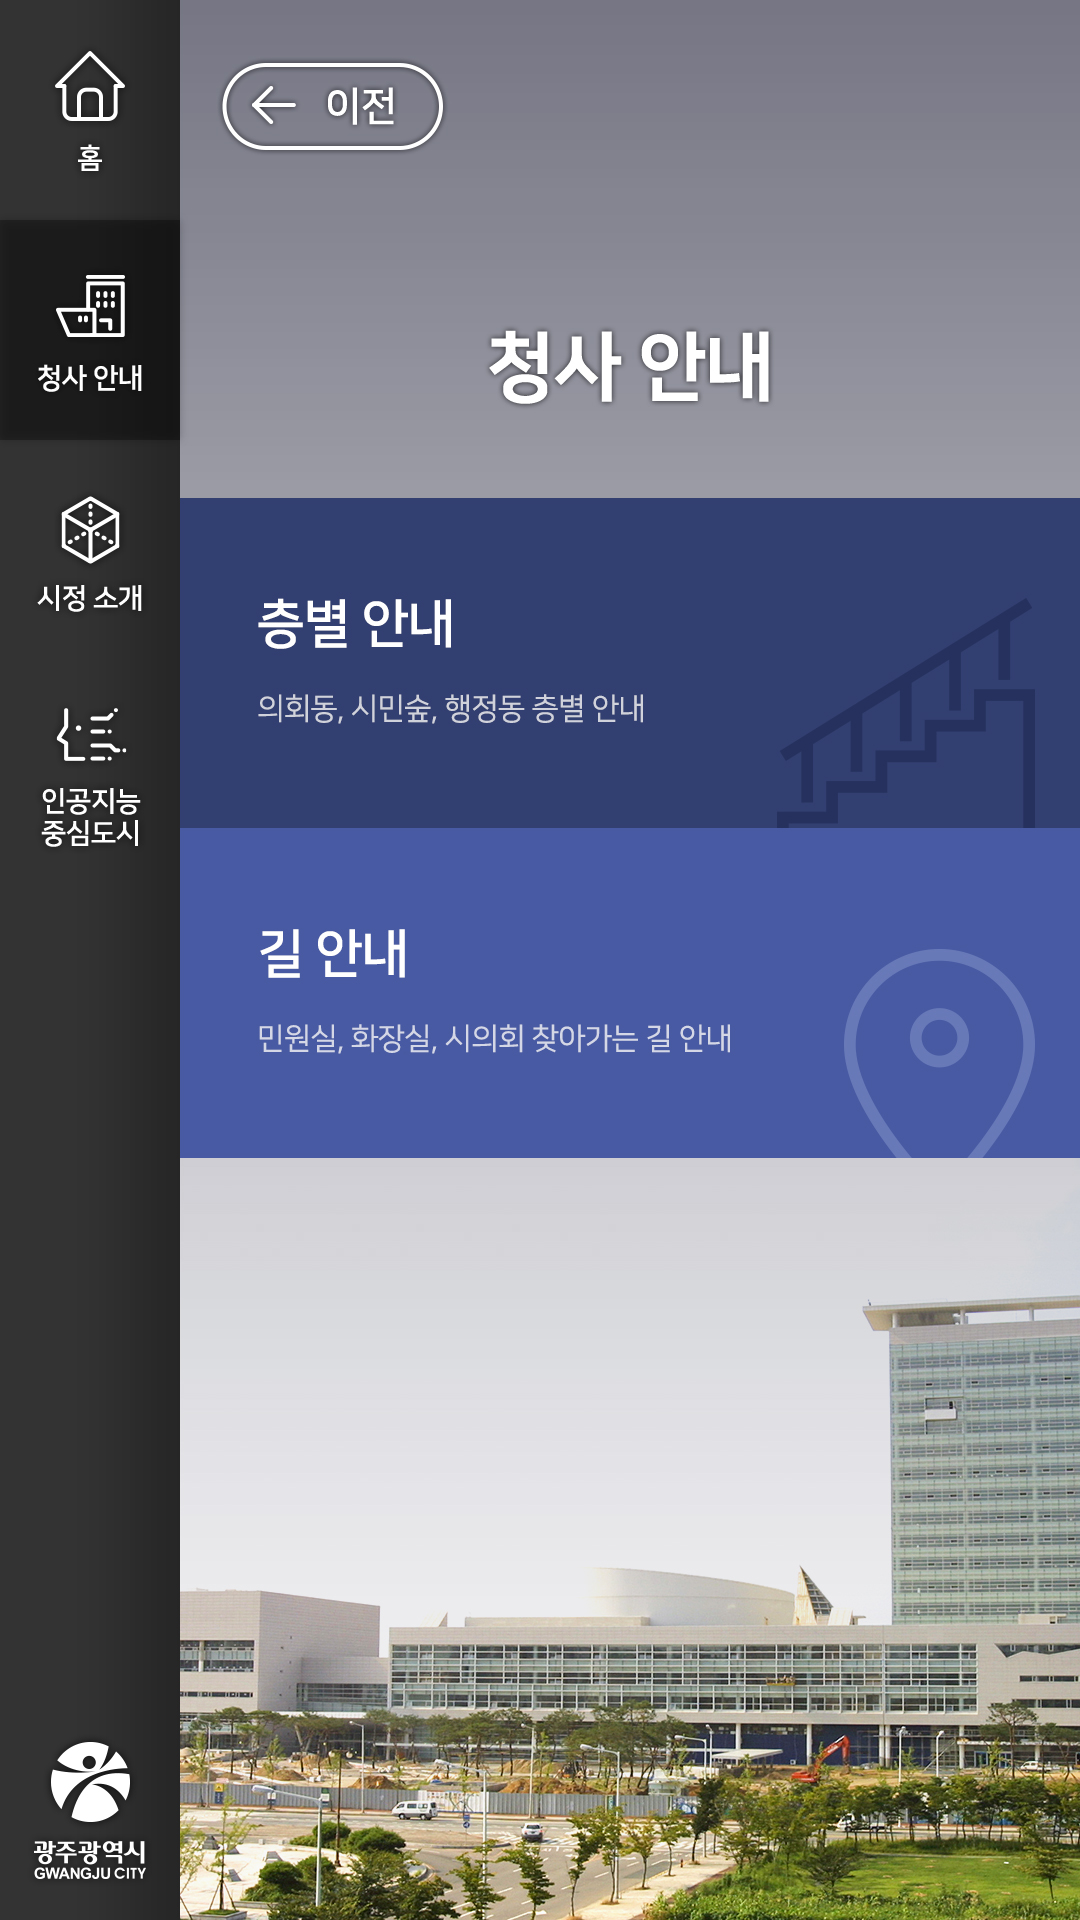 홈
청사 안내
시정 소개
인공지능
중심도시
광주광역시
GWANGJU CITY
이전
청사 안내
층별 안내
의회동, 시민숲, 행정동 층별 안내
길 안내
민원실, 화장실, 시의회 찾아가는 길 안내